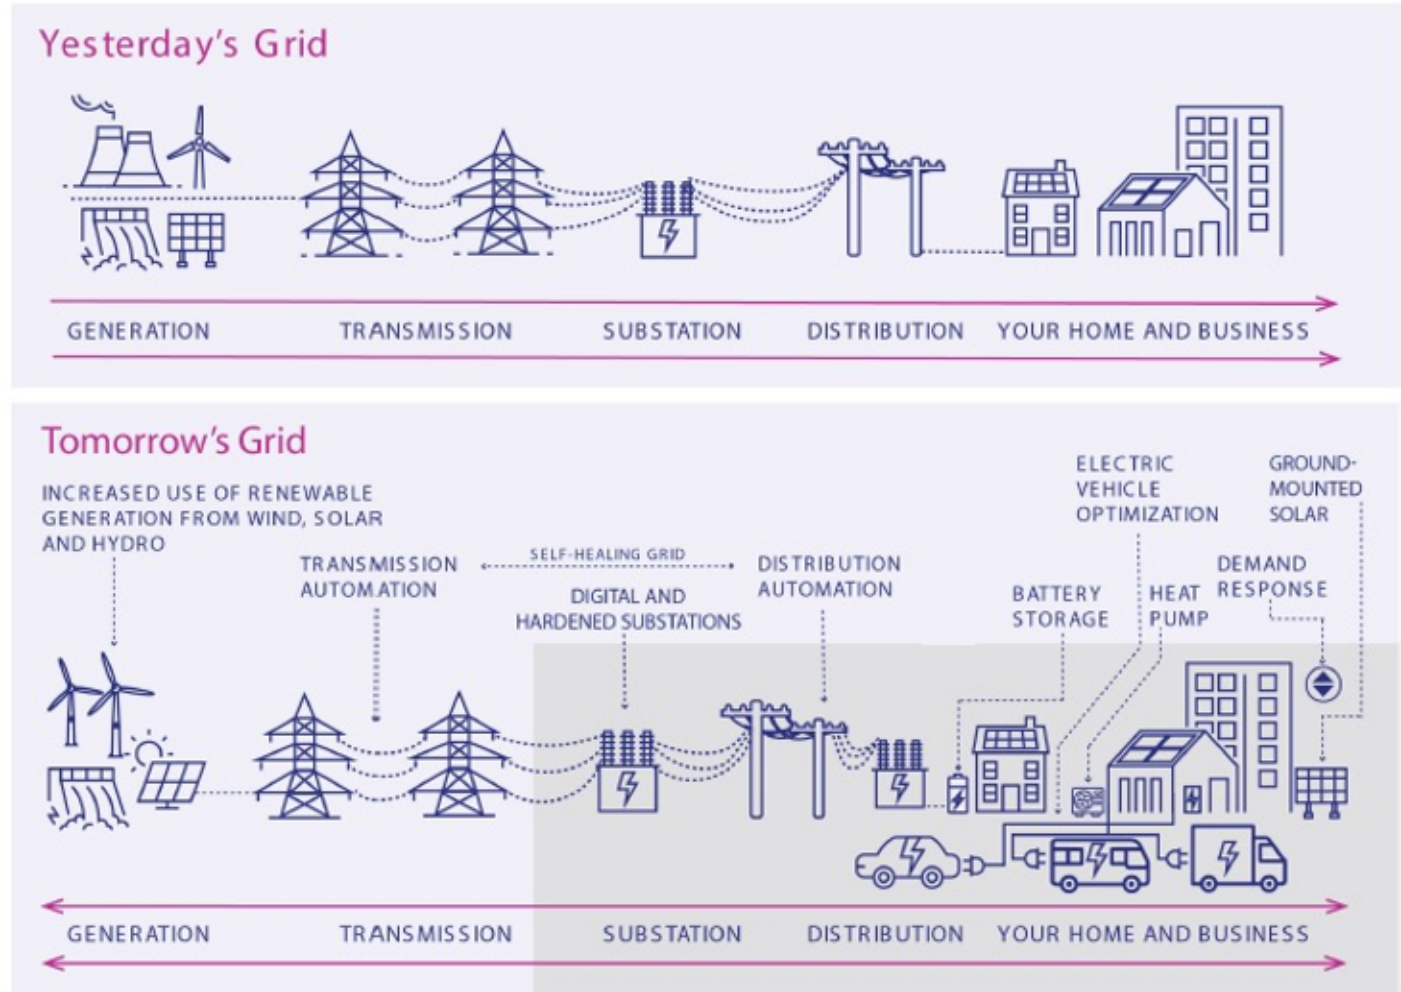 Yesterday's Grid
GENERATION
TRANSMISSION
SUBSTATION
DISTRIBUTION
YOUR HOME AND BUSINESS
Tomorrow's Grid
INCREASED USE OF RENEWABLE
GENERATION FROM WIND, SOLAR
AND HYDRO
TRANSMISSION
AUTOMATION
SELF-HEALING GRID
DIGITAL AND
HARDENED SUBSTATIONS
DISTRIBUTION
AUTOMATION
BATTERY
STORAGE
ELECTRIC
VEHICLE
OPTIMIZATION
HEAT
PUMP
DEMAND
RESPONSE
GROUND-
MOUNTED
SOLAR
GENERATION
TRANSMISSION
SUBSTATION
DISTRIBUTION
YOUR HOME AND BUSINESS